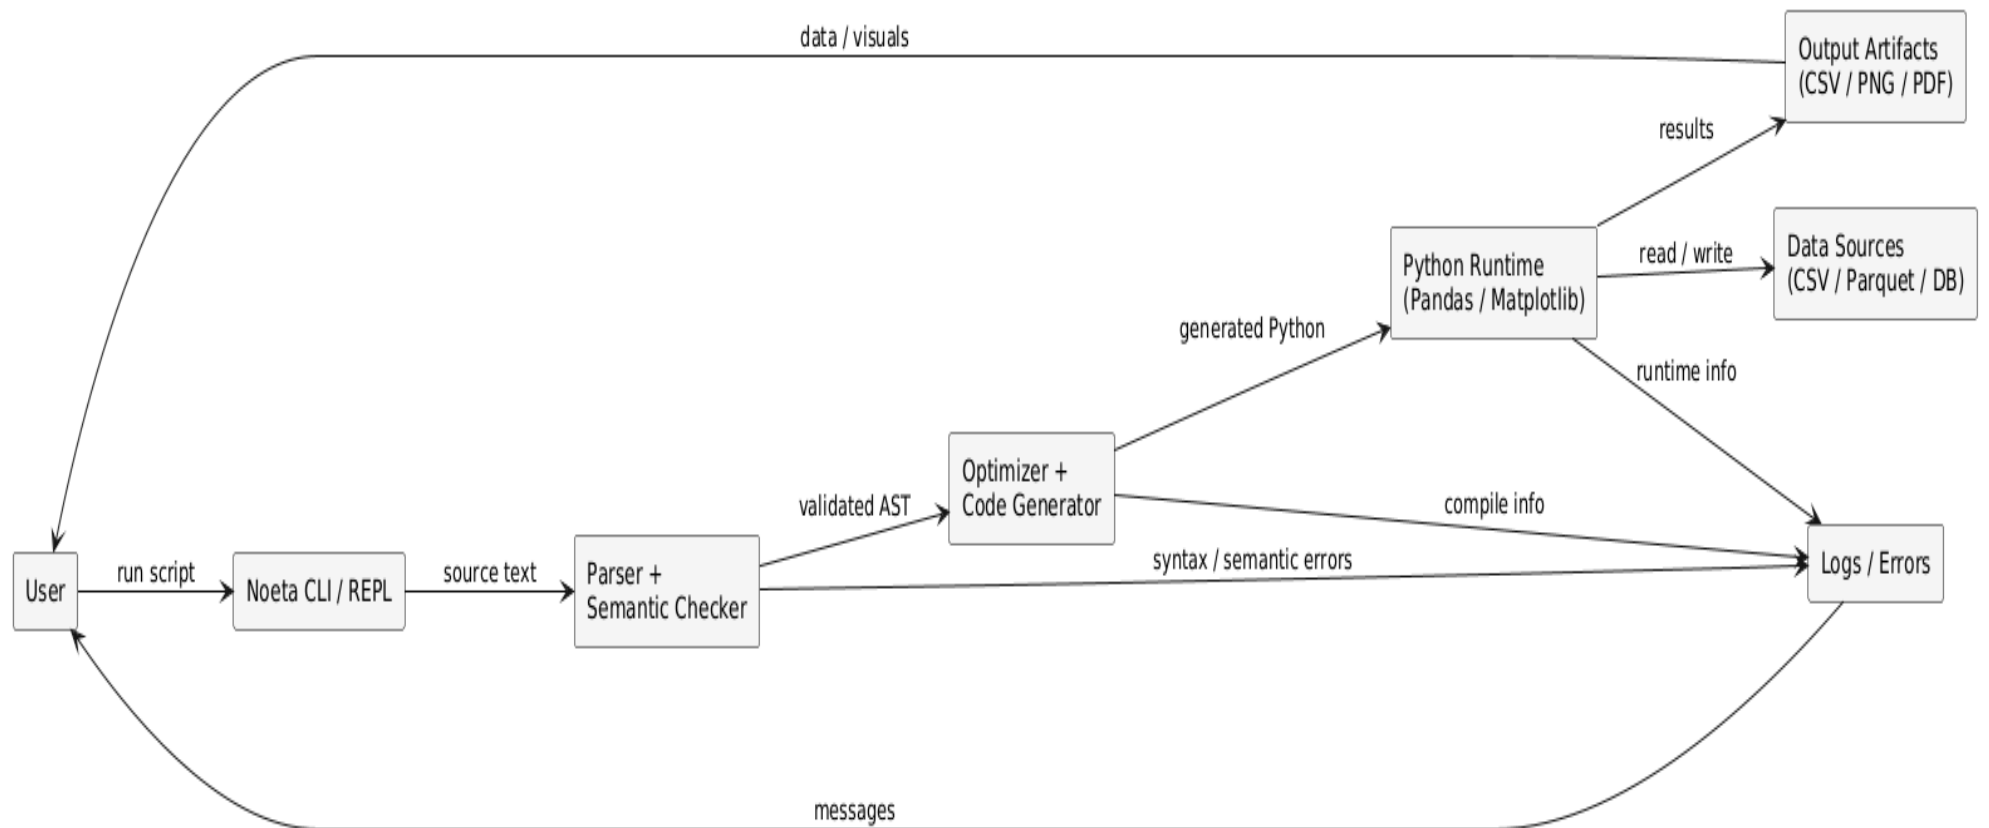 data / visuals
Output Artifacts
(CSV / PNG / PDF)
results
Data Sources
(CSV / Parquet / DB)
read / write
Python Runtime
(Pandas / Matplotlib)
generated Python
runtime info
Optimizer +
Code Generator
validated AST
compile info
syntax / semantic errors
User
run script
Noeta CLI / REPL
source text
Parser +
Semantic Checker
Logs / Errors
messages